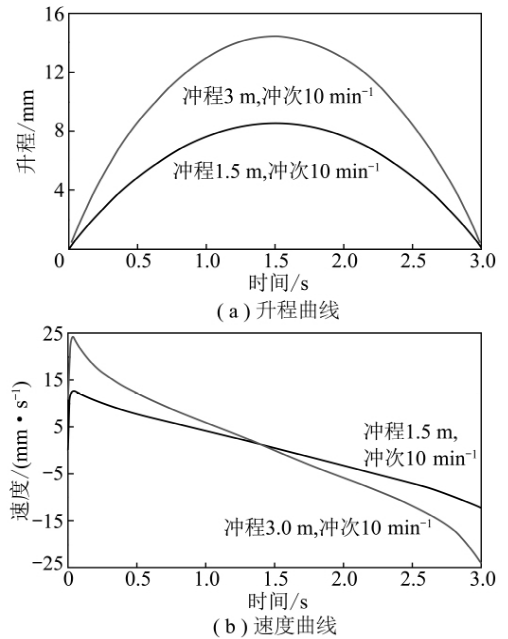 16
12
8
4
0
升程/mm
冲程3 m,冲次10 min⁻¹
冲程1.5 m,冲次10 min⁻¹
0.5
1.0
1.5
2.0
2.5
3.0
时间/s
(a)升程曲线
25
15
5
−5
−15
−25
速度/(mm·s⁻¹)
冲程1.5 m,
冲次10 min⁻¹
冲程3.0 m,冲次10 min⁻¹
0
0.5
1.0
1.5
2.0
2.5
3.0
时间/s
(b)速度曲线